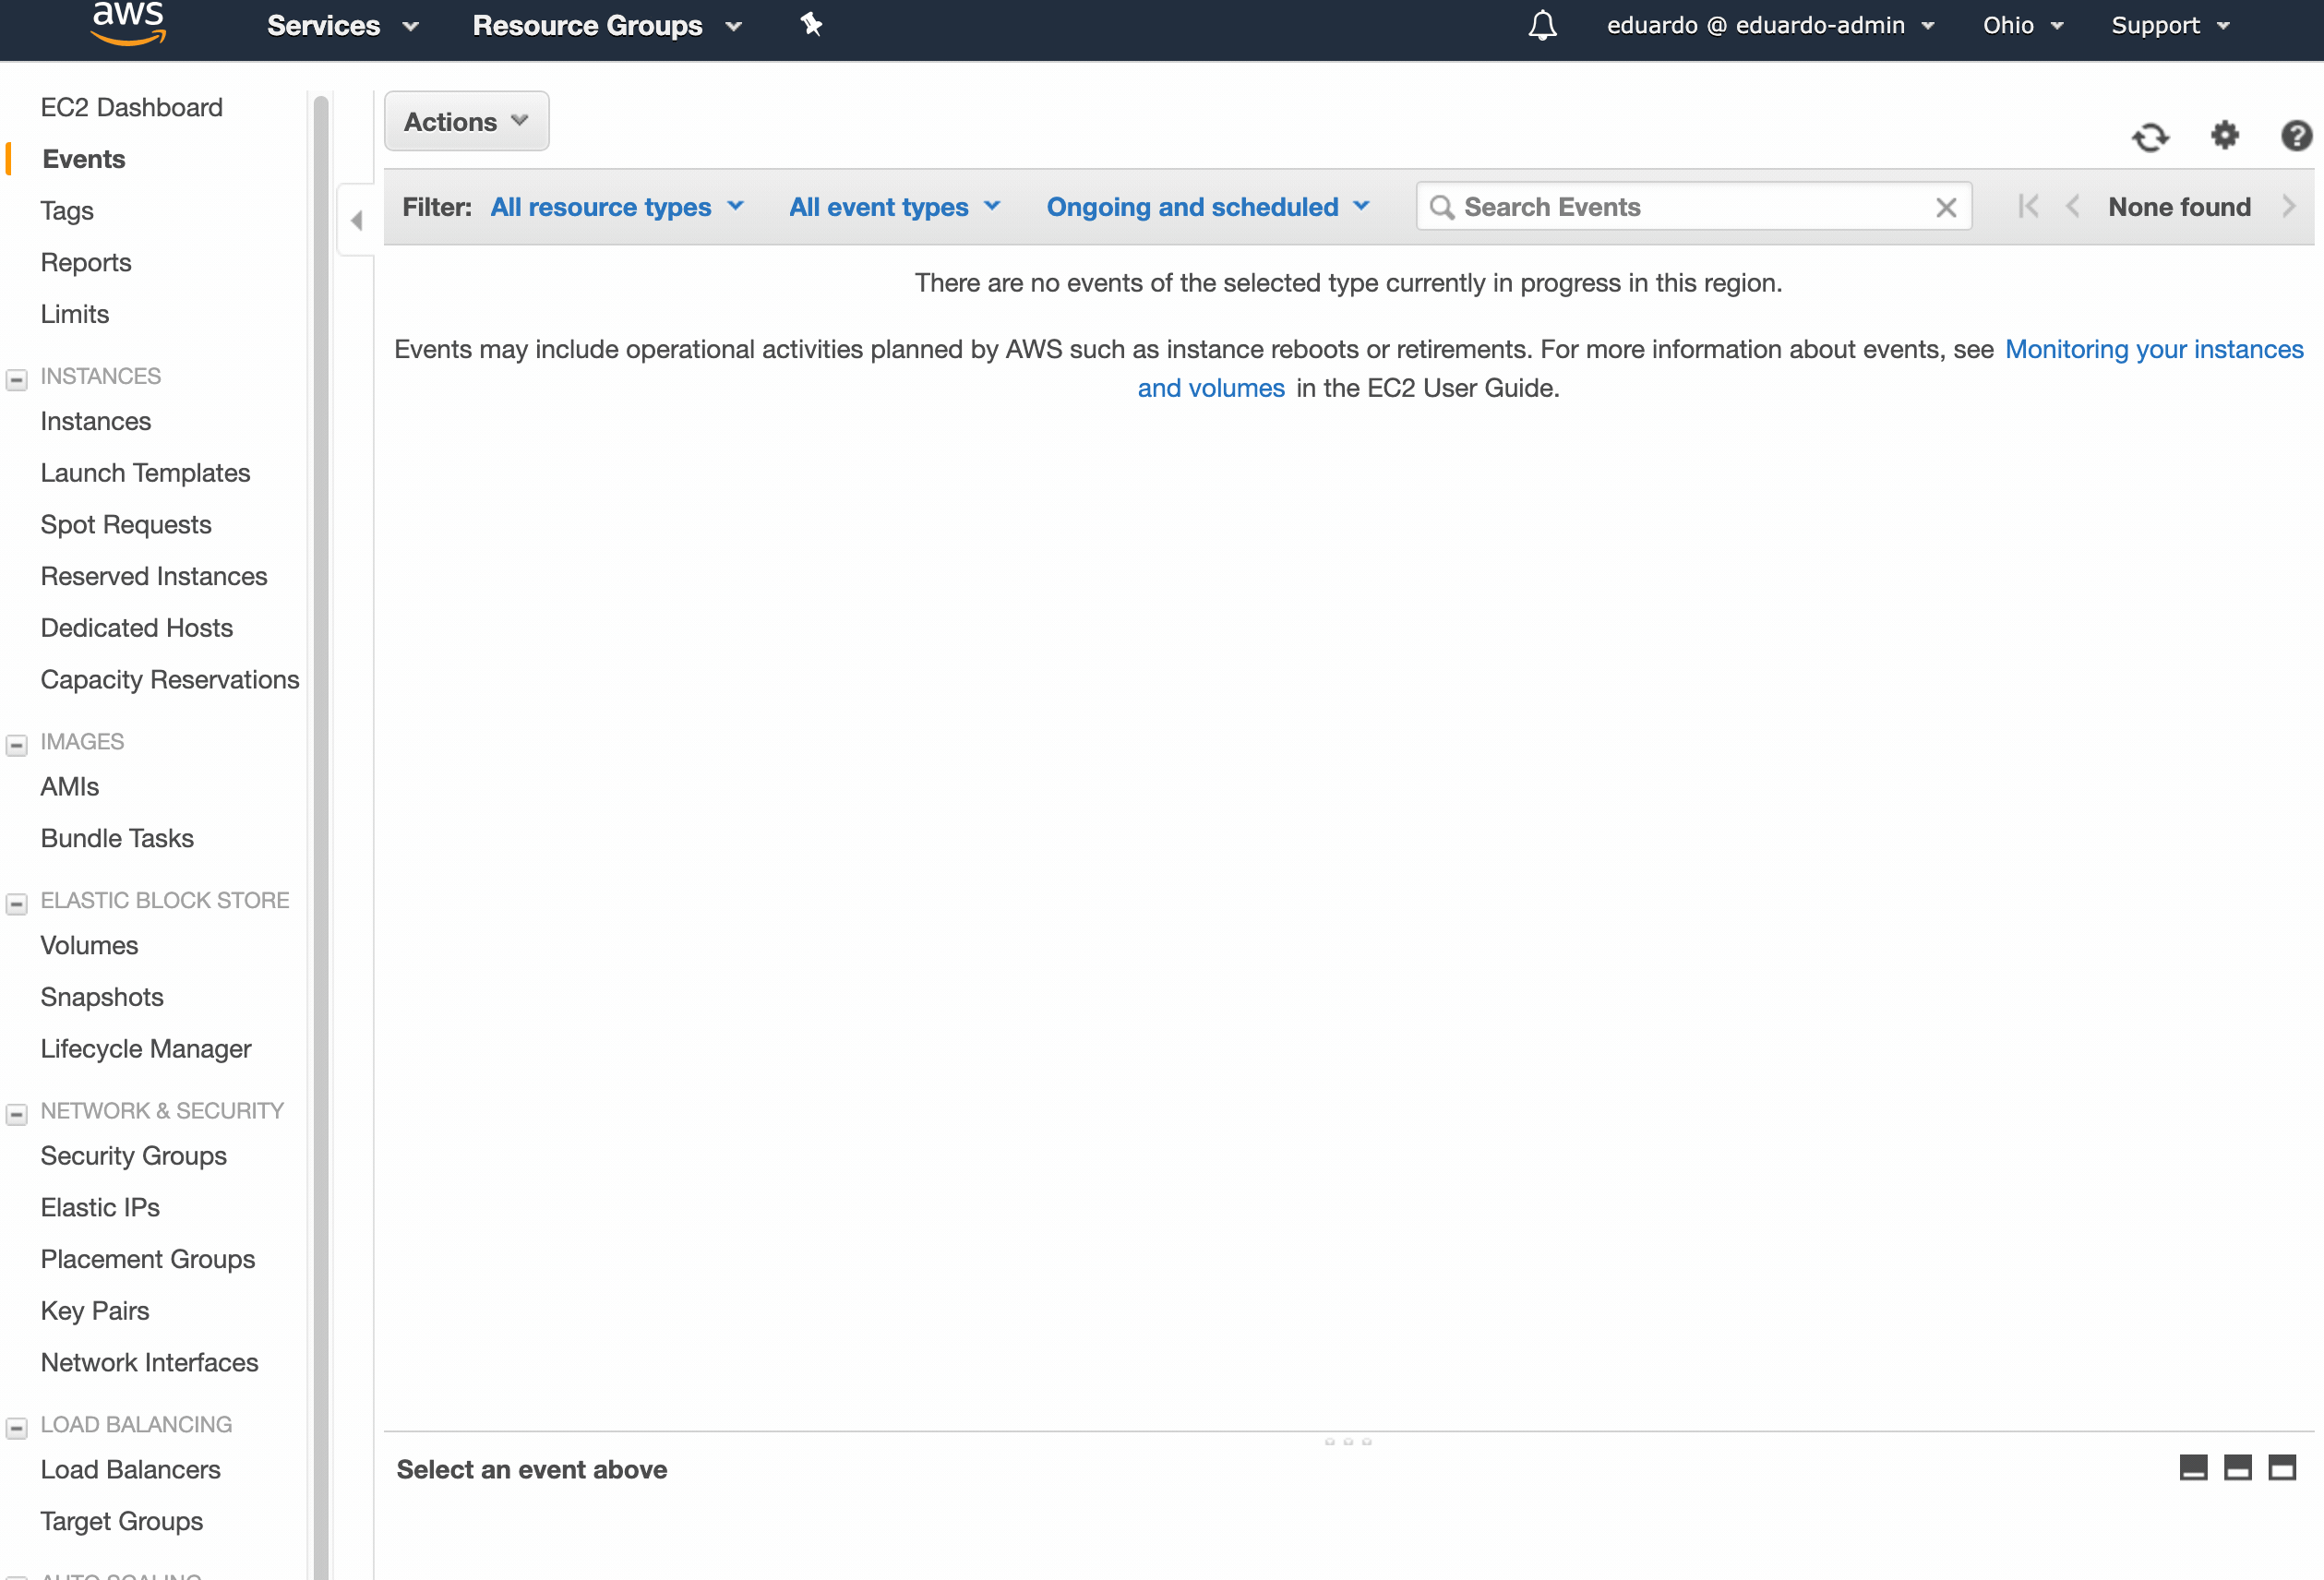 aws Services Resource Groups eduardo @ eduardo-admin Ohio Support
EC2 Dashboard
Events
Tags
Reports
Limits
INSTANCES
Instances
Launch Templates
Spot Requests
Reserved Instances
Dedicated Hosts
Capacity Reservations
IMAGES
AMIs
Bundle Tasks
ELASTIC BLOCK STORE
Volumes
Snapshots
Lifecycle Manager
NETWORK & SECURITY
Security Groups
Elastic IPs
Placement Groups
Key Pairs
Network Interfaces
LOAD BALANCING
Load Balancers
Target Groups
AUTO SCALING
Actions
Filter: All resource types All event types Ongoing and scheduled Search Events None found
There are no events of the selected type currently in progress in this region.
Events may include operational activities planned by AWS such as instance reboots or retirements. For more information about events, see Monitoring your instances
and volumes in the EC2 User Guide.
Select an event above